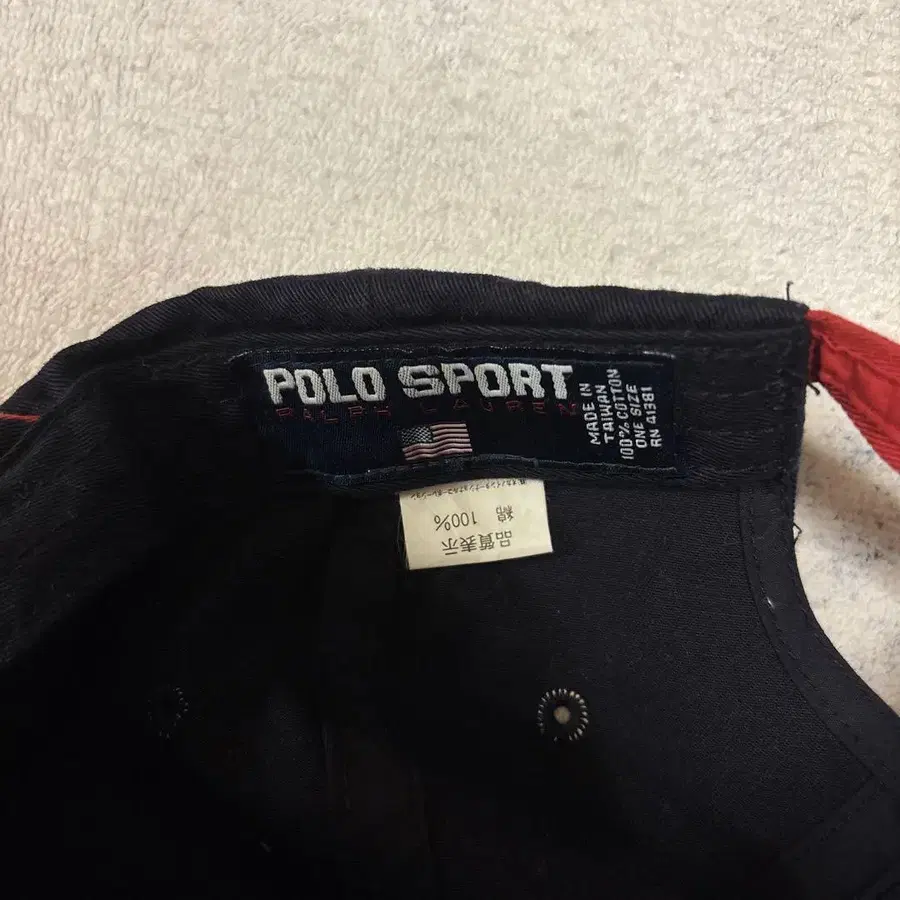 POLO SPORT
RALPH LAUREN
MADE IN
TAIWAN
100% COTTON
ONE SIZE
RN 41381
品質表示
綿 100%